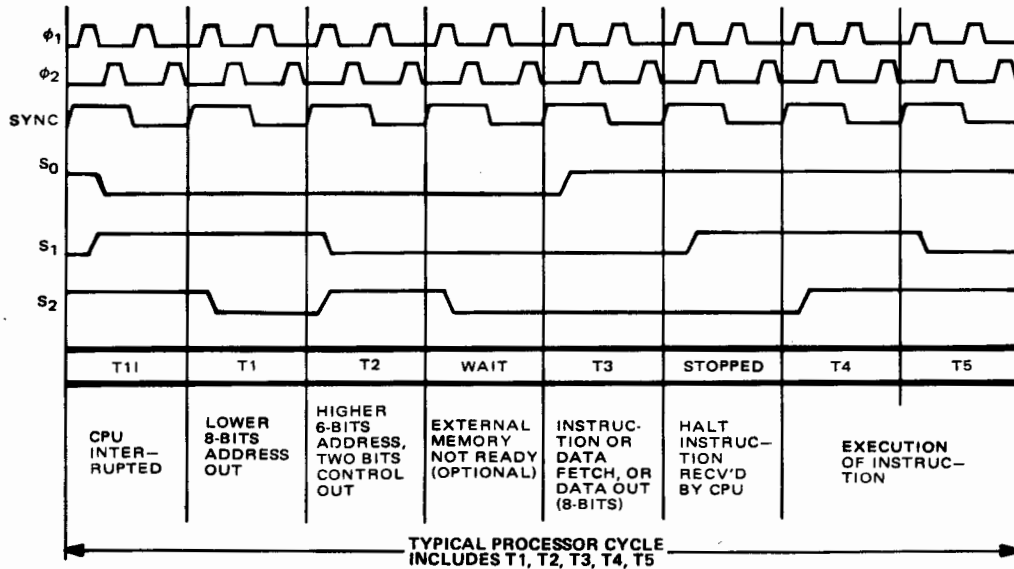 φ1
φ2
SYNC
S0
S1
S2
T1I T1 T2 WAIT T3 STOPPED T4 T5
CPU
INTER–
RUPTED
LOWER
8-BITS
ADDRESS
OUT
HIGHER
6-BITS
ADDRESS,
TWO BITS
CONTROL
OUT
EXTERNAL
MEMORY
NOT READY
(OPTIONAL)
INSTRUC-
TION OR
DATA
FETCH, OR
DATA OUT
(8-BITS)
HALT
INSTRUC–
TION
RECV'D
BY CPU
EXECUTION
OF INSTRUC–
TION
TYPICAL PROCESSOR CYCLE
INCLUDES T1, T2, T3, T4, T5